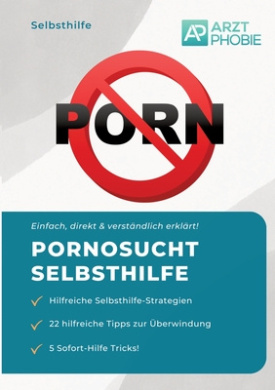 Selbsthilfe
AP ARZT
PHOBIE
PORN
Einfach, direkt & verständlich erklärt!
PORNOSUCHT
SELBSTHILFE
Hilfreiche Selbsthilfe-Strategien
22 hilfreiche Tipps zur Überwindung
5 Sofort-Hilfe Tricks!